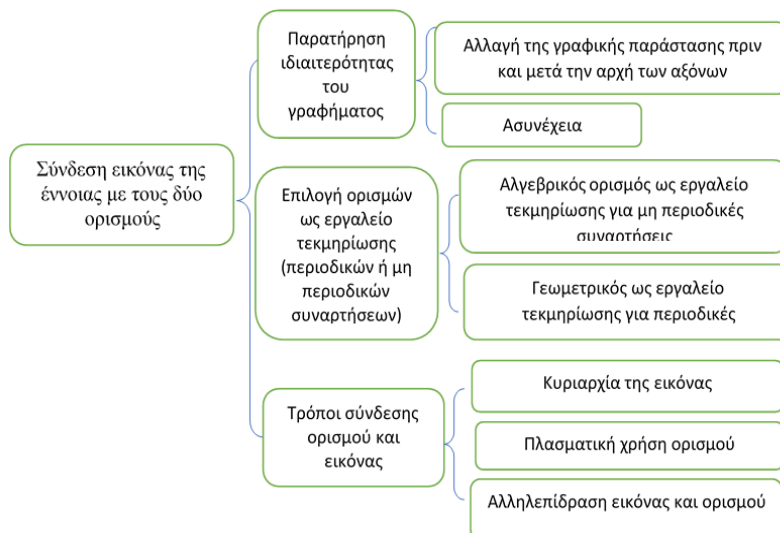 Σύνδεση εικόνας της
έννοιας με τους δύο
ορισμούς
Παρατήρηση
ιδιαιτερότητας
του
γραφήματος
Αλλαγή της γραφικής παράστασης πριν
και μετά την αρχή των αξόνων
Ασυνέχεια
Επιλογή ορισμών
ως εργαλείο
τεκμηρίωσης
(περιοδικών ή μη
περιοδικών
συναρτήσεων)
Αλγεβρικός ορισμός ως εργαλείο
τεκμηρίωσης για μη περιοδικές
συναρτήσεις
Γεωμετρικός ως εργαλείο
τεκμηρίωσης για περιοδικές
Τρόποι σύνδεσης
ορισμού και
εικόνας
Κυριαρχία της εικόνας
Πλασματική χρήση ορισμού
Αλληλεπίδραση εικόνας και ορισμού